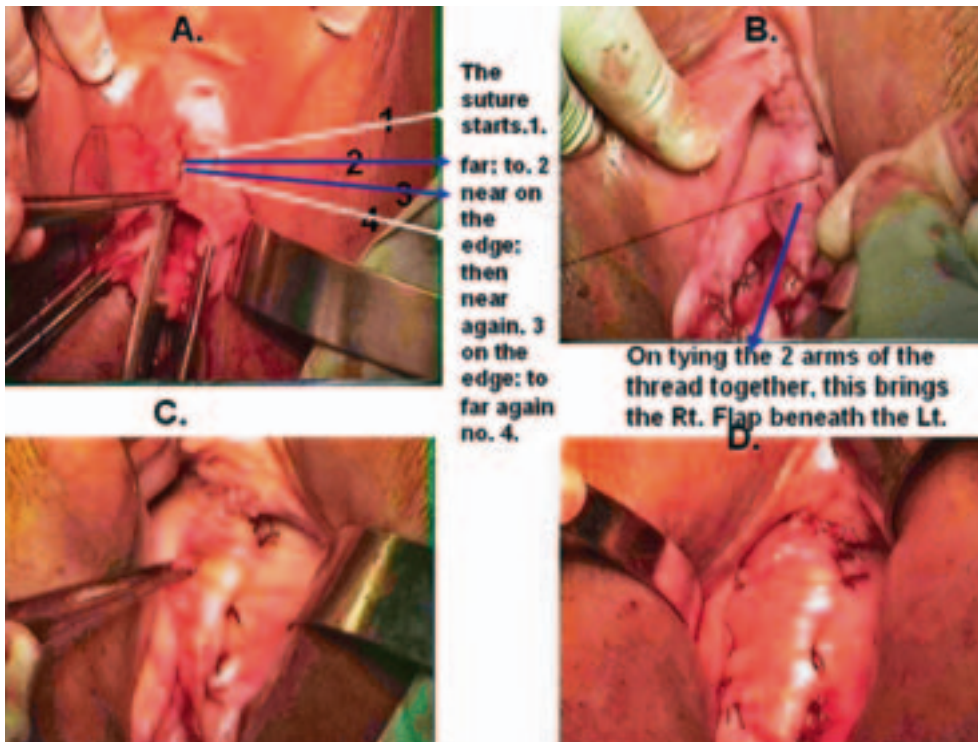 A.
B.
1
2
3
4
The
suture
starts.1.
far: to. 2
near on
the
edge:
then
near
again. 3
on the
edge: to
far again
no. 4.
On tying the 2 arms of the
thread together, this brings
the Rt. Flap beneath the Lt.
C.
D.